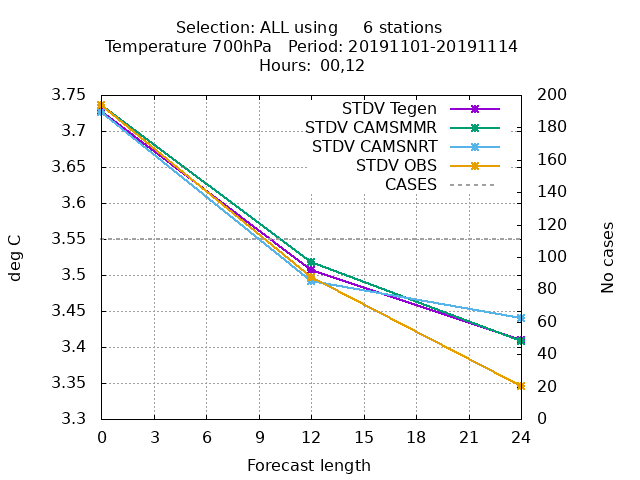 Selection: ALL using     6 stations
Temperature 700hPa   Period: 20191101-20191114
Hours: 00,12
3.75
3.7
3.65
3.6
3.55
3.5
3.45
3.4
3.35
3.3
deg C
STDV Tegen
STDV CAMSMMR
STDV CAMSNRT
STDV OBS
CASES
200
180
160
140
120
100
80
60
40
20
0
No cases
0 3 6 9 12 15 18 21 24
Forecast length